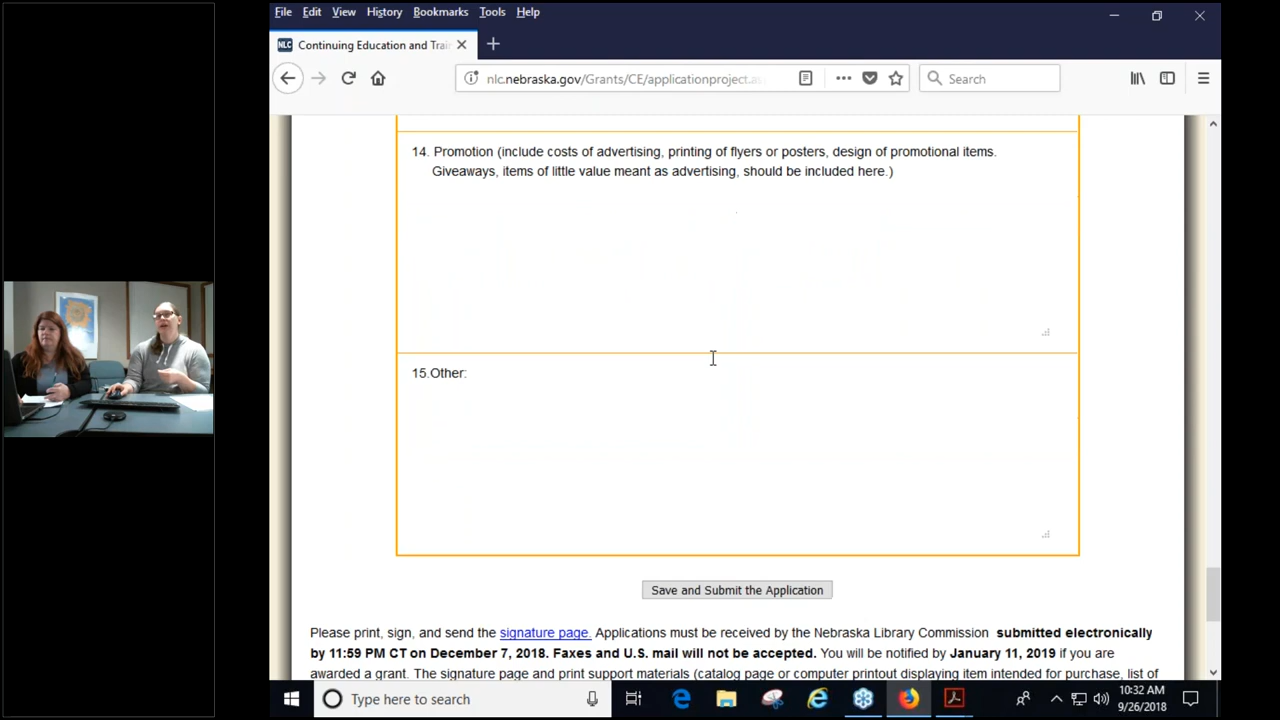 File Edit View History Bookmarks Tools Help
NLC Continuing Education and Trai
nlc.nebraska.gov/Grants/CE/applicationproject.as
Search
14. Promotion (include costs of advertising, printing of flyers or posters, design of promotional items.
Giveaways, items of little value meant as advertising, should be included here.)
15.Other:
Save and Submit the Application
Please print, sign, and send the signature page. Applications must be received by the Nebraska Library Commission submitted electronically
by 11:59 PM CT on December 7, 2018. Faxes and U.S. mail will not be accepted. You will be notified by January 11, 2019 if you are
awarded a grant. The signature page and print support materials (catalog page or computer printout displaying item intended for purchase, list of
Type here to search
10:32 AM
9/26/2018